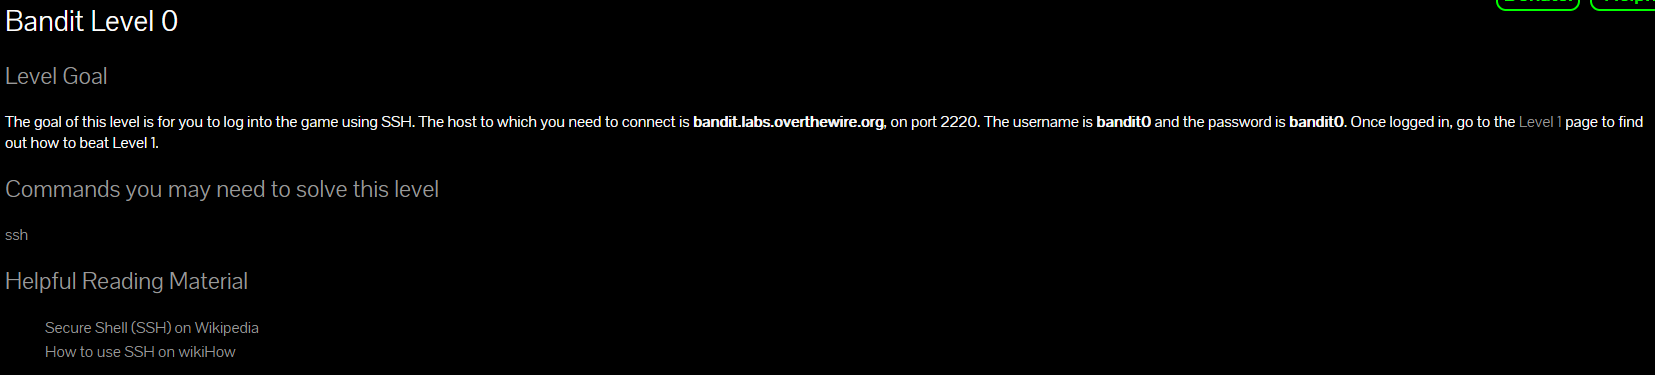 Bandit Level 0
Level Goal
The goal of this level is for you to log into the game using SSH. The host to which you need to connect is bandit.labs.overthewire.org, on port 2220. The username is bandit0 and the password is bandit0. Once logged in, go to the Level 1 page to find
out how to beat Level 1.
Commands you may need to solve this level
ssh
Helpful Reading Material
Secure Shell (SSH) on Wikipedia
How to use SSH on wikiHow